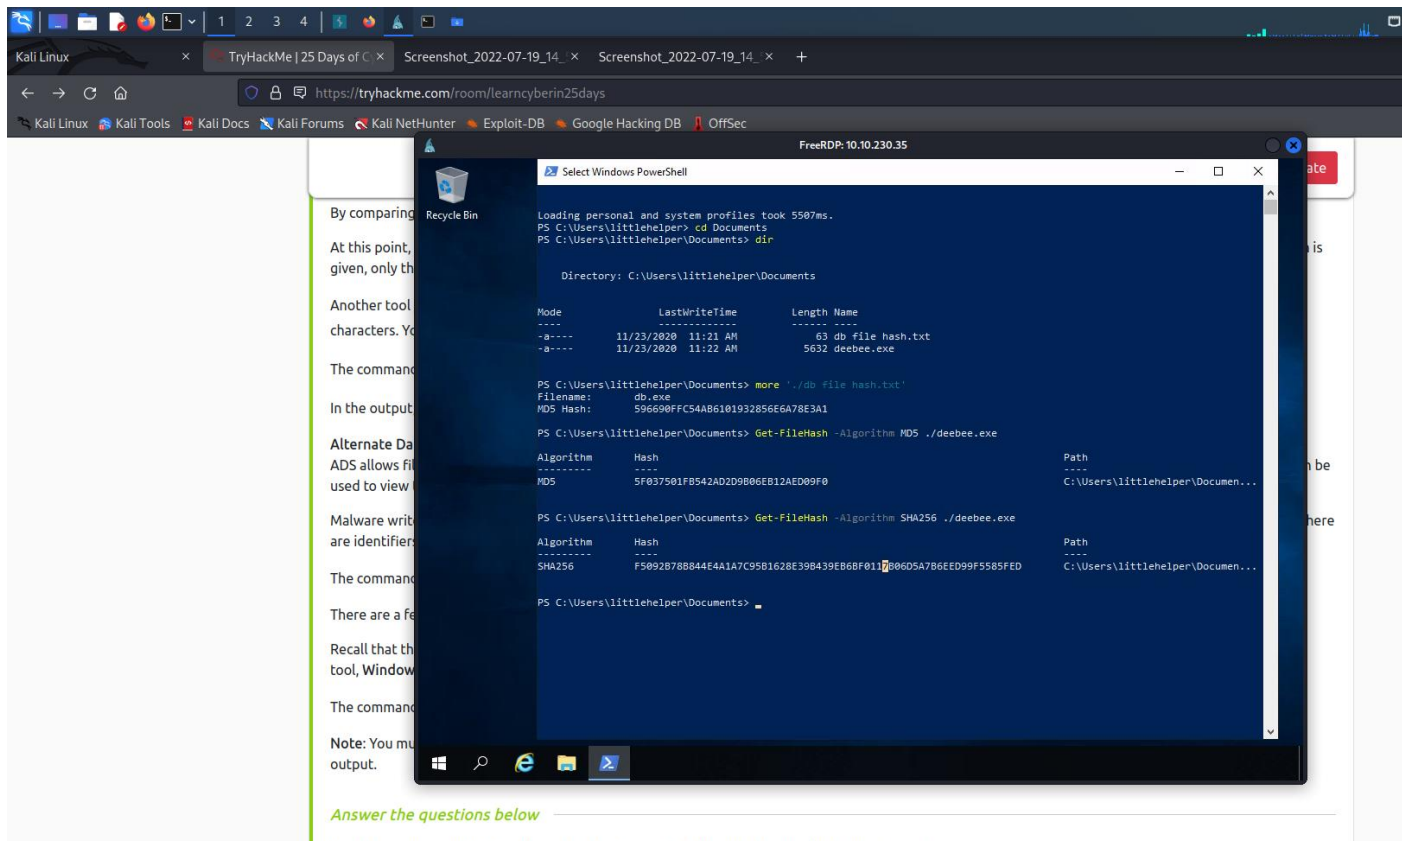 1 2 3 4
Kali Linux
TryHackMe | 25 Days of C
Screenshot_2022-07-19_14_
Screenshot_2022-07-19_14_
https://tryhackme.com/room/learncyberin25days
Kali Linux Kali Tools Kali Docs Kali Forums Kali NetHunter Exploit-DB Google Hacking DB OffSec
FreeRDP: 10.10.230.35
Recycle Bin
Select Windows PowerShell
Loading personal and system profiles took 5507ms.
PS C:\Users\littlehelper> cd Documents
PS C:\Users\littlehelper\Documents> dir
Directory: C:\Users\littlehelper\Documents
Mode LastWriteTime Length Name
---- ------------- ------ ----
-a---- 11/23/2020 11:21 AM 63 db file hash.txt
-a---- 11/23/2020 11:22 AM 5632 deebee.exe
PS C:\Users\littlehelper\Documents> more './db file hash.txt'
Filename: db.exe
MD5 Hash: 596690FFC54AB6101932856E6A78E3A1
PS C:\Users\littlehelper\Documents> Get-FileHash -Algorithm MD5 ./deebee.exe
Algorithm Hash Path
--------- ---- ----
MD5 5F037501FB542AD2D9B06EB12AED09F0 C:\Users\littlehelper\Documen...
PS C:\Users\littlehelper\Documents> Get-FileHash -Algorithm SHA256 ./deebee.exe
Algorithm Hash Path
--------- ---- ----
SHA256 F5092B78B844E4A1A7C95B1628E39B439EB6BF0117B06D5A7B6EED99F5585FED C:\Users\littlehelper\Documen...
PS C:\Users\littlehelper\Documents>
ate
By comparing
At this point, is
given, only th
Another tool
characters. Yo
The command
In the output
Alternate Da
ADS allows fil n be
used to view
Malware write here
are identifiers
The command
There are a fe
Recall that th
tool, Window
The command
Note: You mu
output.
Answer the questions below